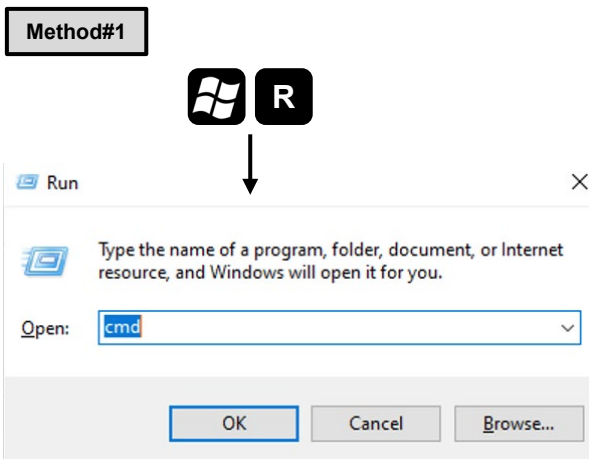 Method#1
R
Run
Type the name of a program, folder, document, or Internet
resource, and Windows will open it for you.
Open: cmd
OK Cancel Browse...